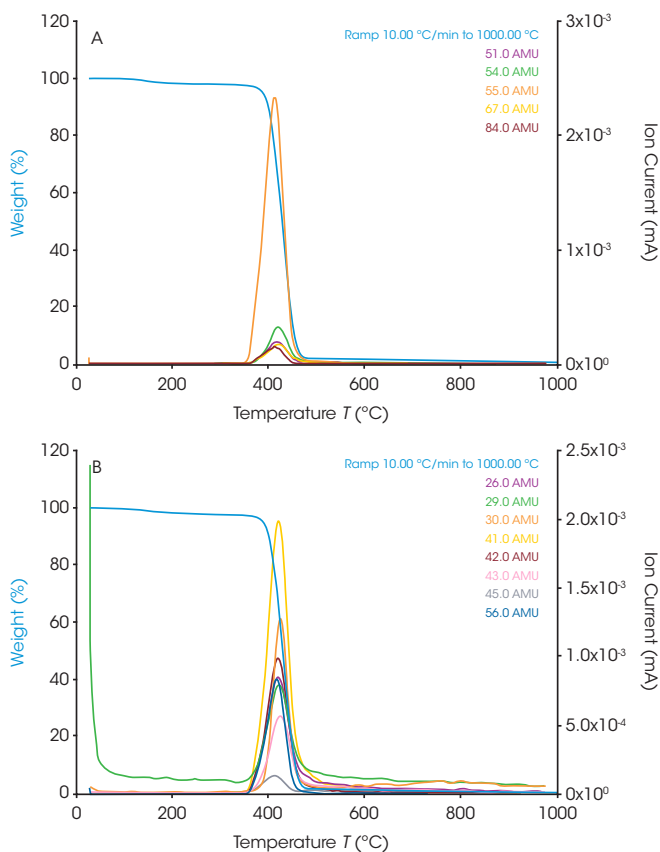 A
Ramp 10.00 °C/min to 1000.00 °C
51.0 AMU
54.0 AMU
55.0 AMU
67.0 AMU
84.0 AMU
120
100
80
60
40
20
0
Weight (%)
3x10⁻³
2x10⁻³
1x10⁻³
0x10⁰
Ion Current (mA)
0 200 400 600 800 1000
Temperature T (°C)
B
Ramp 10.00 °C/min to 1000.00 °C
26.0 AMU
29.0 AMU
30.0 AMU
41.0 AMU
42.0 AMU
43.0 AMU
45.0 AMU
56.0 AMU
120
100
80
60
40
20
0
Weight (%)
2.5x10⁻³
2.0x10⁻³
1.5x10⁻³
1.0x10⁻³
5.0x10⁻⁴
0x10⁰
Ion Current (mA)
0 200 400 600 800 1000
Temperature T (°C)